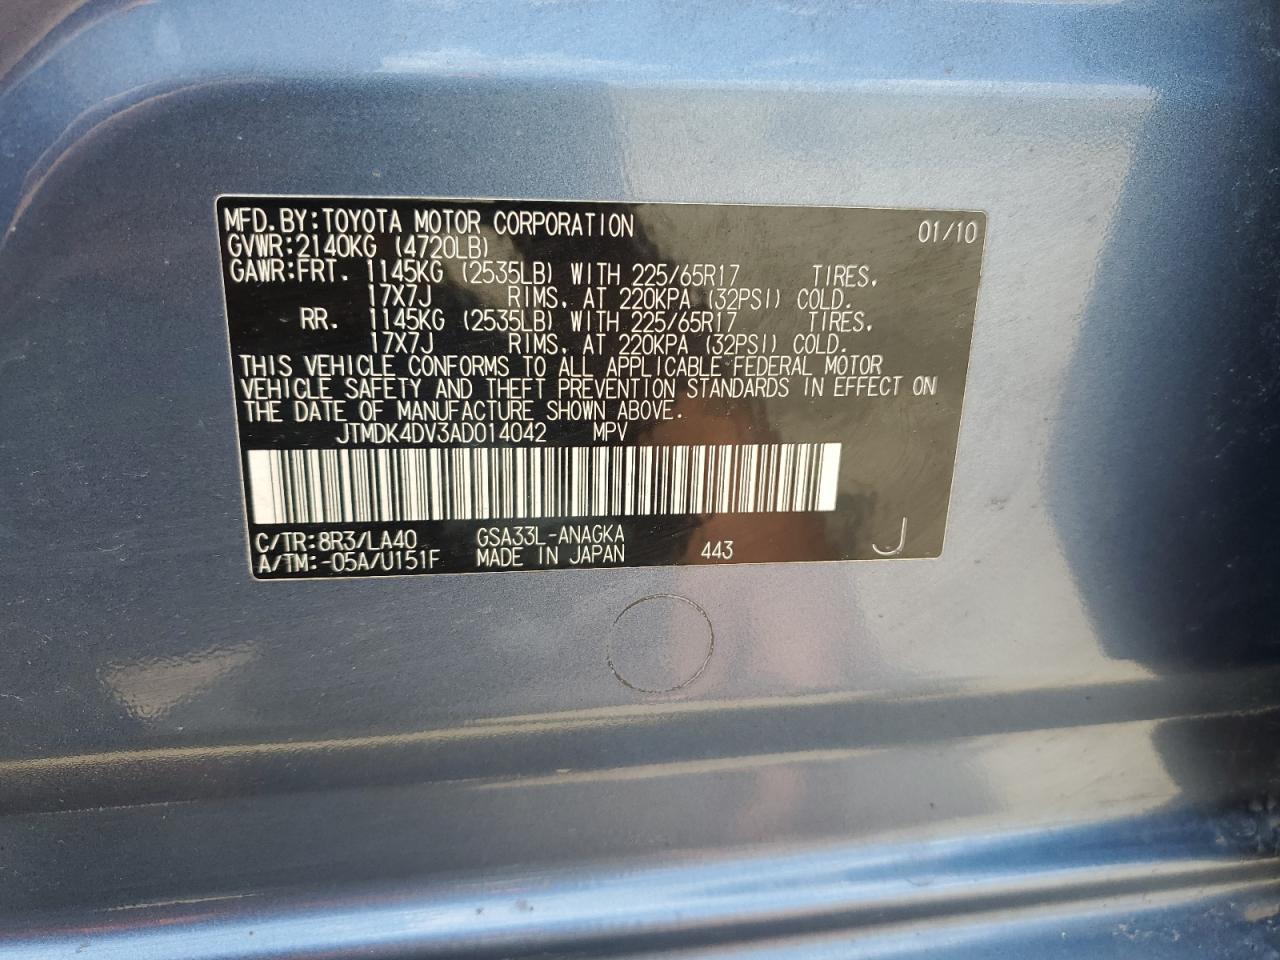 MFD.BY:TOYOTA MOTOR CORPORATION 01/10
GVWR:2140KG (4720LB)
GAWR:FRT. 1145KG (2535LB) WITH 225/65R17 TIRES,
17X7J RIMS, AT 220KPA (32PSI) COLD.
RR. 1145KG (2535LB) WITH 225/65R17 TIRES,
17X7J RIMS, AT 220KPA (32PSI) COLD.
THIS VEHICLE CONFORMS TO ALL APPLICABLE FEDERAL MOTOR
VEHICLE SAFETY AND THEFT PREVENTION STANDARDS IN EFFECT ON
THE DATE OF MANUFACTURE SHOWN ABOVE.
JTMDK4DV3AD014042 MPV
C/TR:8R3/LA40 GSA33L-ANAGKA
A/TM:-05A/U151F MADE IN JAPAN 443 J